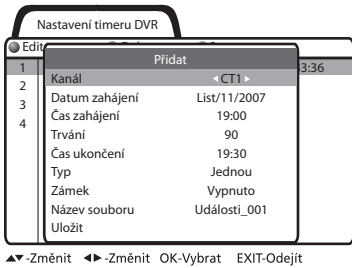 Nastavení timeru DVR
Edit
Přidat
1 3:36
2
3
4
Kanál CT1
Datum zahájení List/11/2007
Čas zahájení 19:00
Trvání 90
Čas ukončení 19:30
Typ Jednou
Zámek Vypnuto
Název souboru Události_001
Uložit
▲▼-Změnit ◀▶-Změnit OK-Vybrat EXIT-Odejít